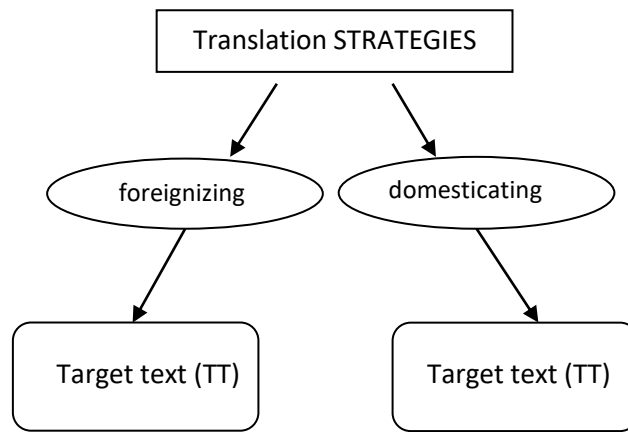 Translation STRATEGIES
foreignizing
domesticating
Target text (TT)
Target text (TT)